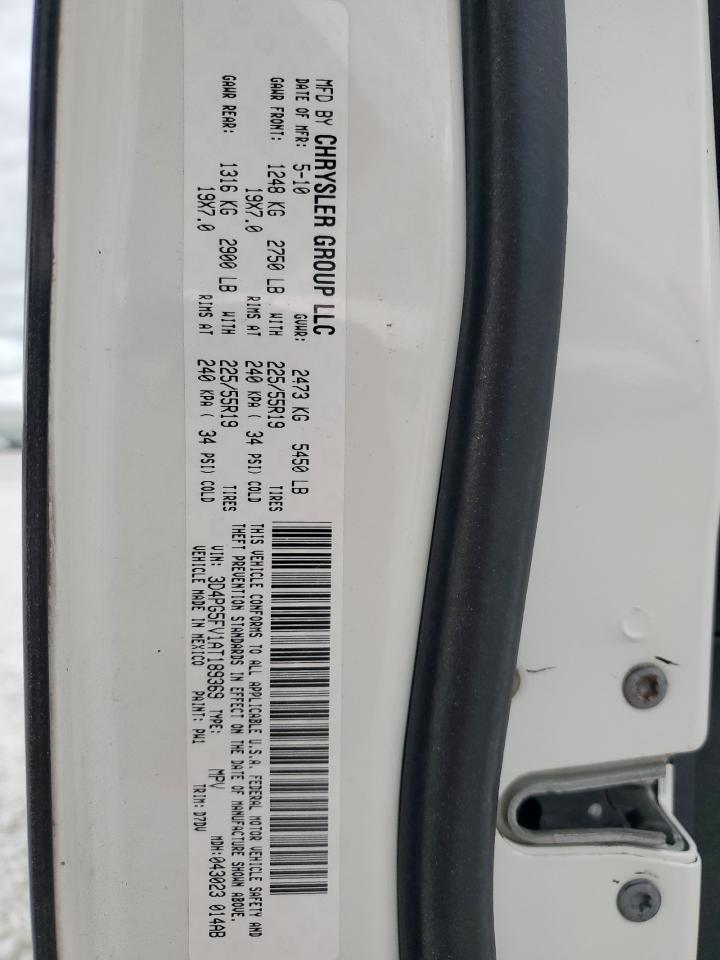 MFD BY CHRYSLER GROUP LLC
DATE OF MFR: 5-10 GVWR: 2473 KG 5450 LB
GAWR FRONT: 1248 KG 2750 LB WITH 225/55R19 TIRES
19X7.0 RIMS AT 240 KPA ( 34 PSI) COLD
GAWR REAR: 1316 KG 2900 LB WITH 225/55R19 TIRES
19X7.0 RIMS AT 240 KPA ( 34 PSI) COLD
THIS VEHICLE CONFORMS TO ALL APPLICABLE U.S.A. FEDERAL MOTOR VEHICLE SAFETY AND
THEFT PREVENTION STANDARDS IN EFFECT ON THE DATE OF MANUFACTURE SHOWN ABOVE.
VIN: 3D4PG5FV1AT189369 TYPE: MPV MDH:043023 014AB
VEHICLE MADE IN MEXICO PAINT: PW1 TRIM: D7DV